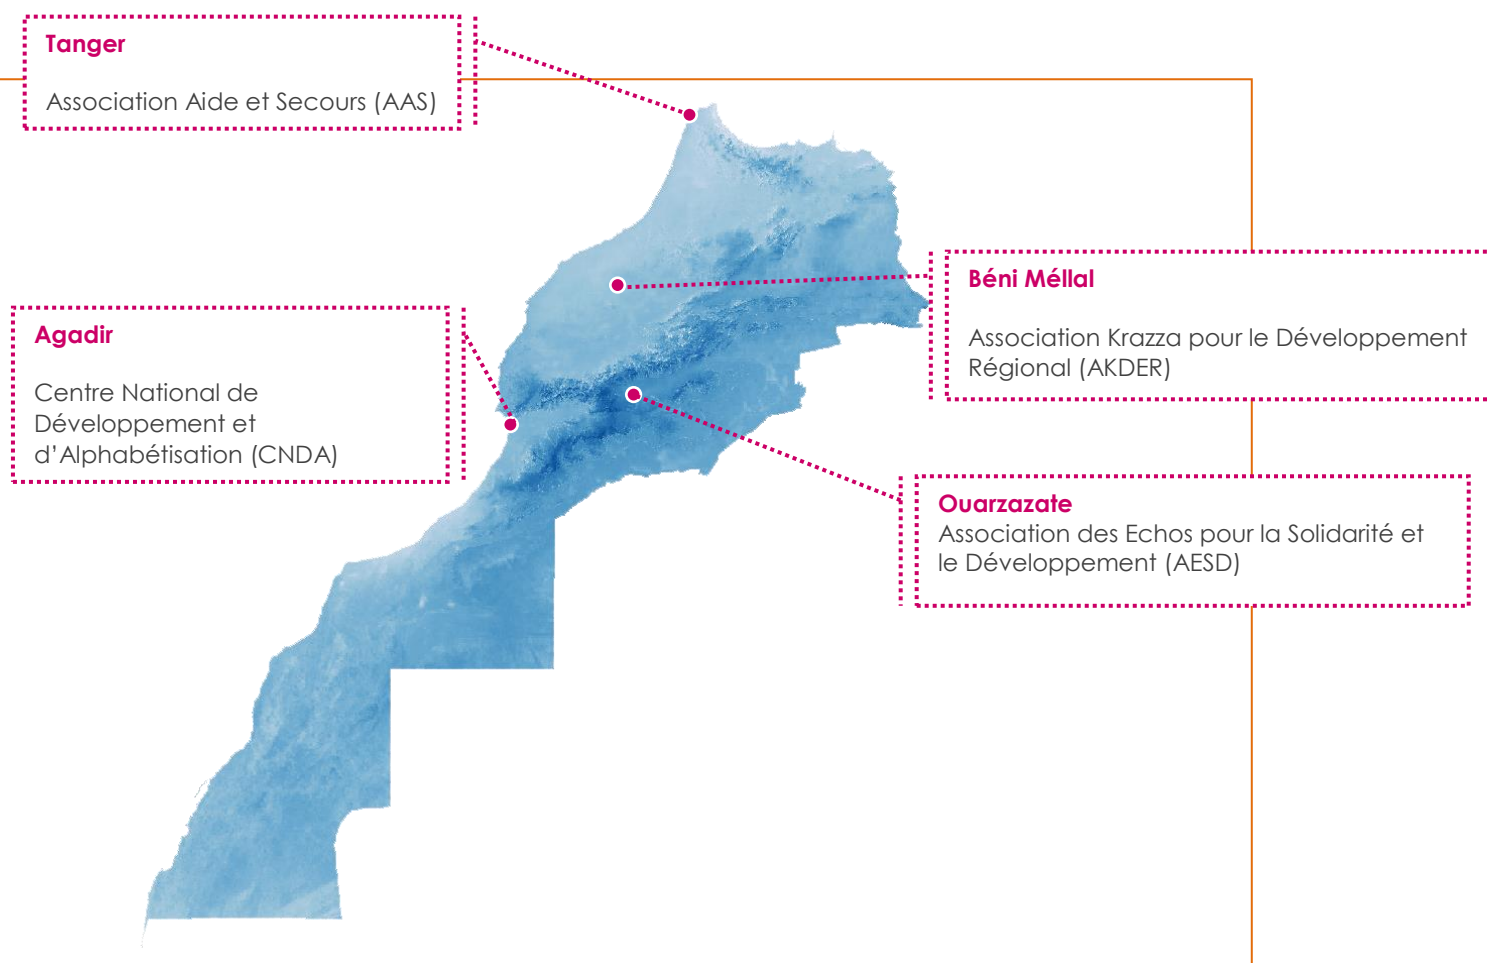 Tanger
Association Aide et Secours (AAS)
Béni Méllal
Association Krazza pour le Développement
Régional (AKDER)
Agadir
Centre National de
Développement et
d’Alphabétisation (CNDA)
Ouarzazate
Association des Echos pour la Solidarité et
le Développement (AESD)